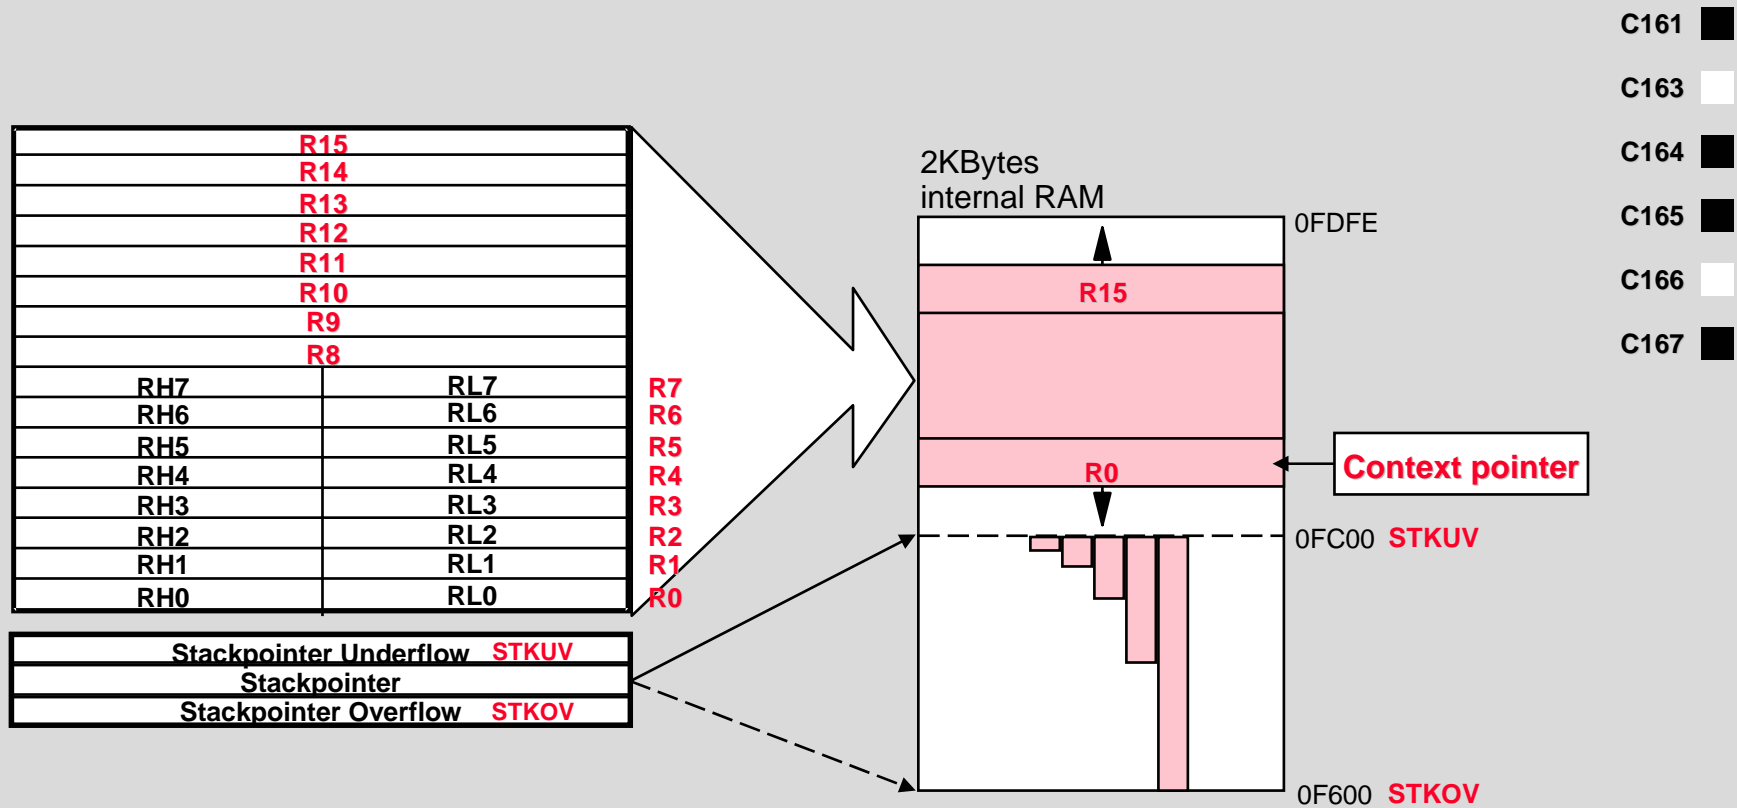 C161
C163
C164
C165
C166
C167
R15
R14
R13
R12
R11
R10
R9
R8
RH7 RL7 R7
RH6 RL6 R6
RH5 RL5 R5
RH4 RL4 R4
RH3 RL3 R3
RH2 RL2 R2
RH1 RL1 R1
RH0 RL0 R0
Stackpointer Underflow STKUV
Stackpointer
Stackpointer Overflow STKOV
2KBytes
internal RAM
0FDFE
R15
R0
Context pointer
0FC00 STKUV
0F600 STKOV